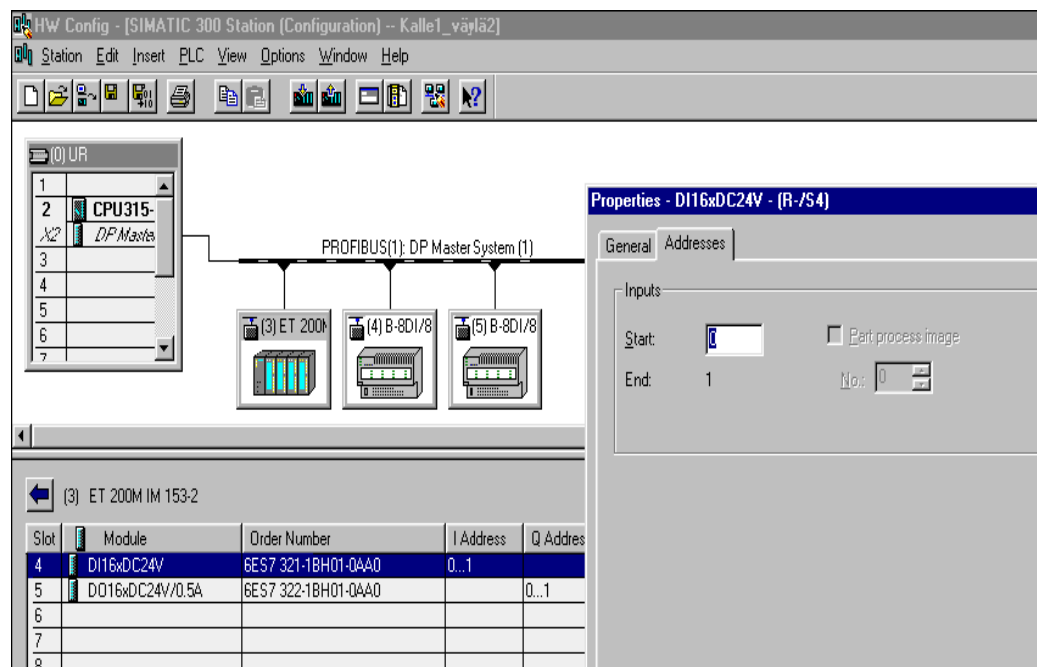 HW Config - [SIMATIC 300 Station (Configuration) -- Kalle1_väylä2]
Station Edit Insert PLC View Options Window Help
(0) UR
1
2 CPU315-
X2 DP Maste
3
4
5
6
7
PROFIBUS(1): DP Master System (1)
(3) ET 200M
(4) B-8DI/8
(5) B-8DI/8
Properties - DI16xDC24V - (R-/S4)
General Addresses
Inputs
Start: 0
Part process image
End: 1
No.: 0
(3) ET 200M IM 153-2
Slot Module Order Number I Address Q Addres
4 DI16xDC24V 6ES7 321-1BH01-0AA0 0...1
5 DO16xDC24V/0.5A 6ES7 322-1BH01-0AA0 0...1
6
7
8